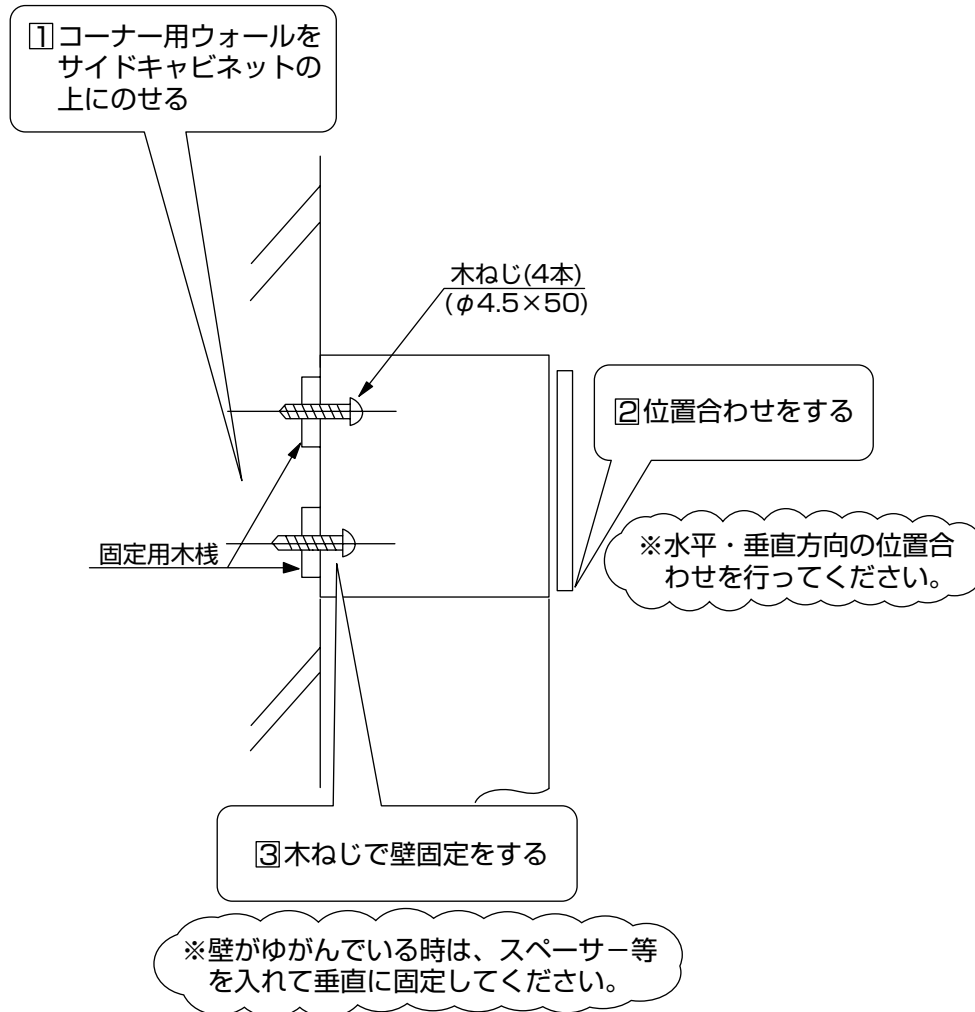 1コーナー用ウォールを
サイドキャビネットの
上にのせる
木ねじ(4本)
(φ4.5×50)
2位置合わせをする
※水平・垂直方向の位置合
わせを行ってください。
固定用木桟
3木ねじで壁固定をする
※壁がゆがんでいる時は、スペーサー等
を入れて垂直に固定してください。